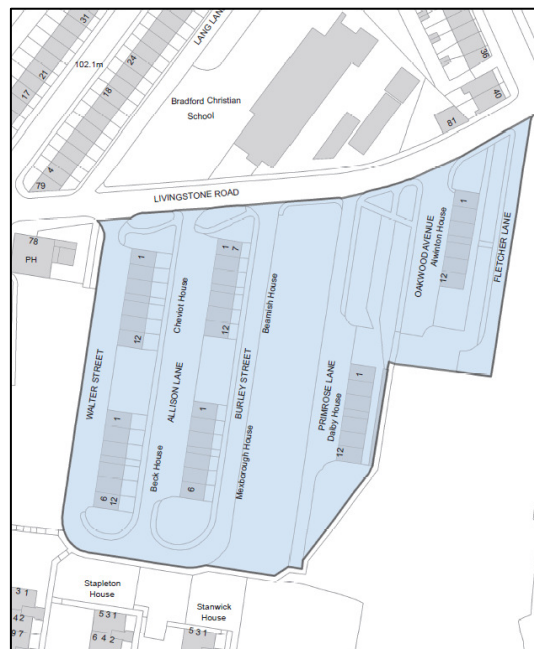 31
21
17
102.1m
24
18
4
79
LANG LANE
Bradford Christian
School
36
40
81
LIVINGSTONE ROAD
78
PH
1
12
Cheviot House
1
7
12
Beamish House
OAKWOOD AVENUE
Alwinton House
1
12
FLETCHER LANE
WALTER STREET
ALLISON LANE
BURLEY STREET
PRIMROSE LANE
Dalby House
1
12
1
6
12
Beck House
1
6
Mexborough House
Stapleton
House
Stanwick
House
3 1
4 2
9 7
5 3 1
6 4 2
5 3 1